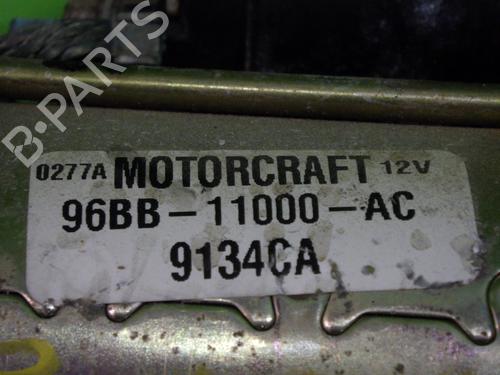 B-PARTS
0277A MOTORCRAFT 12V
96BB-11000-AC
9134CA